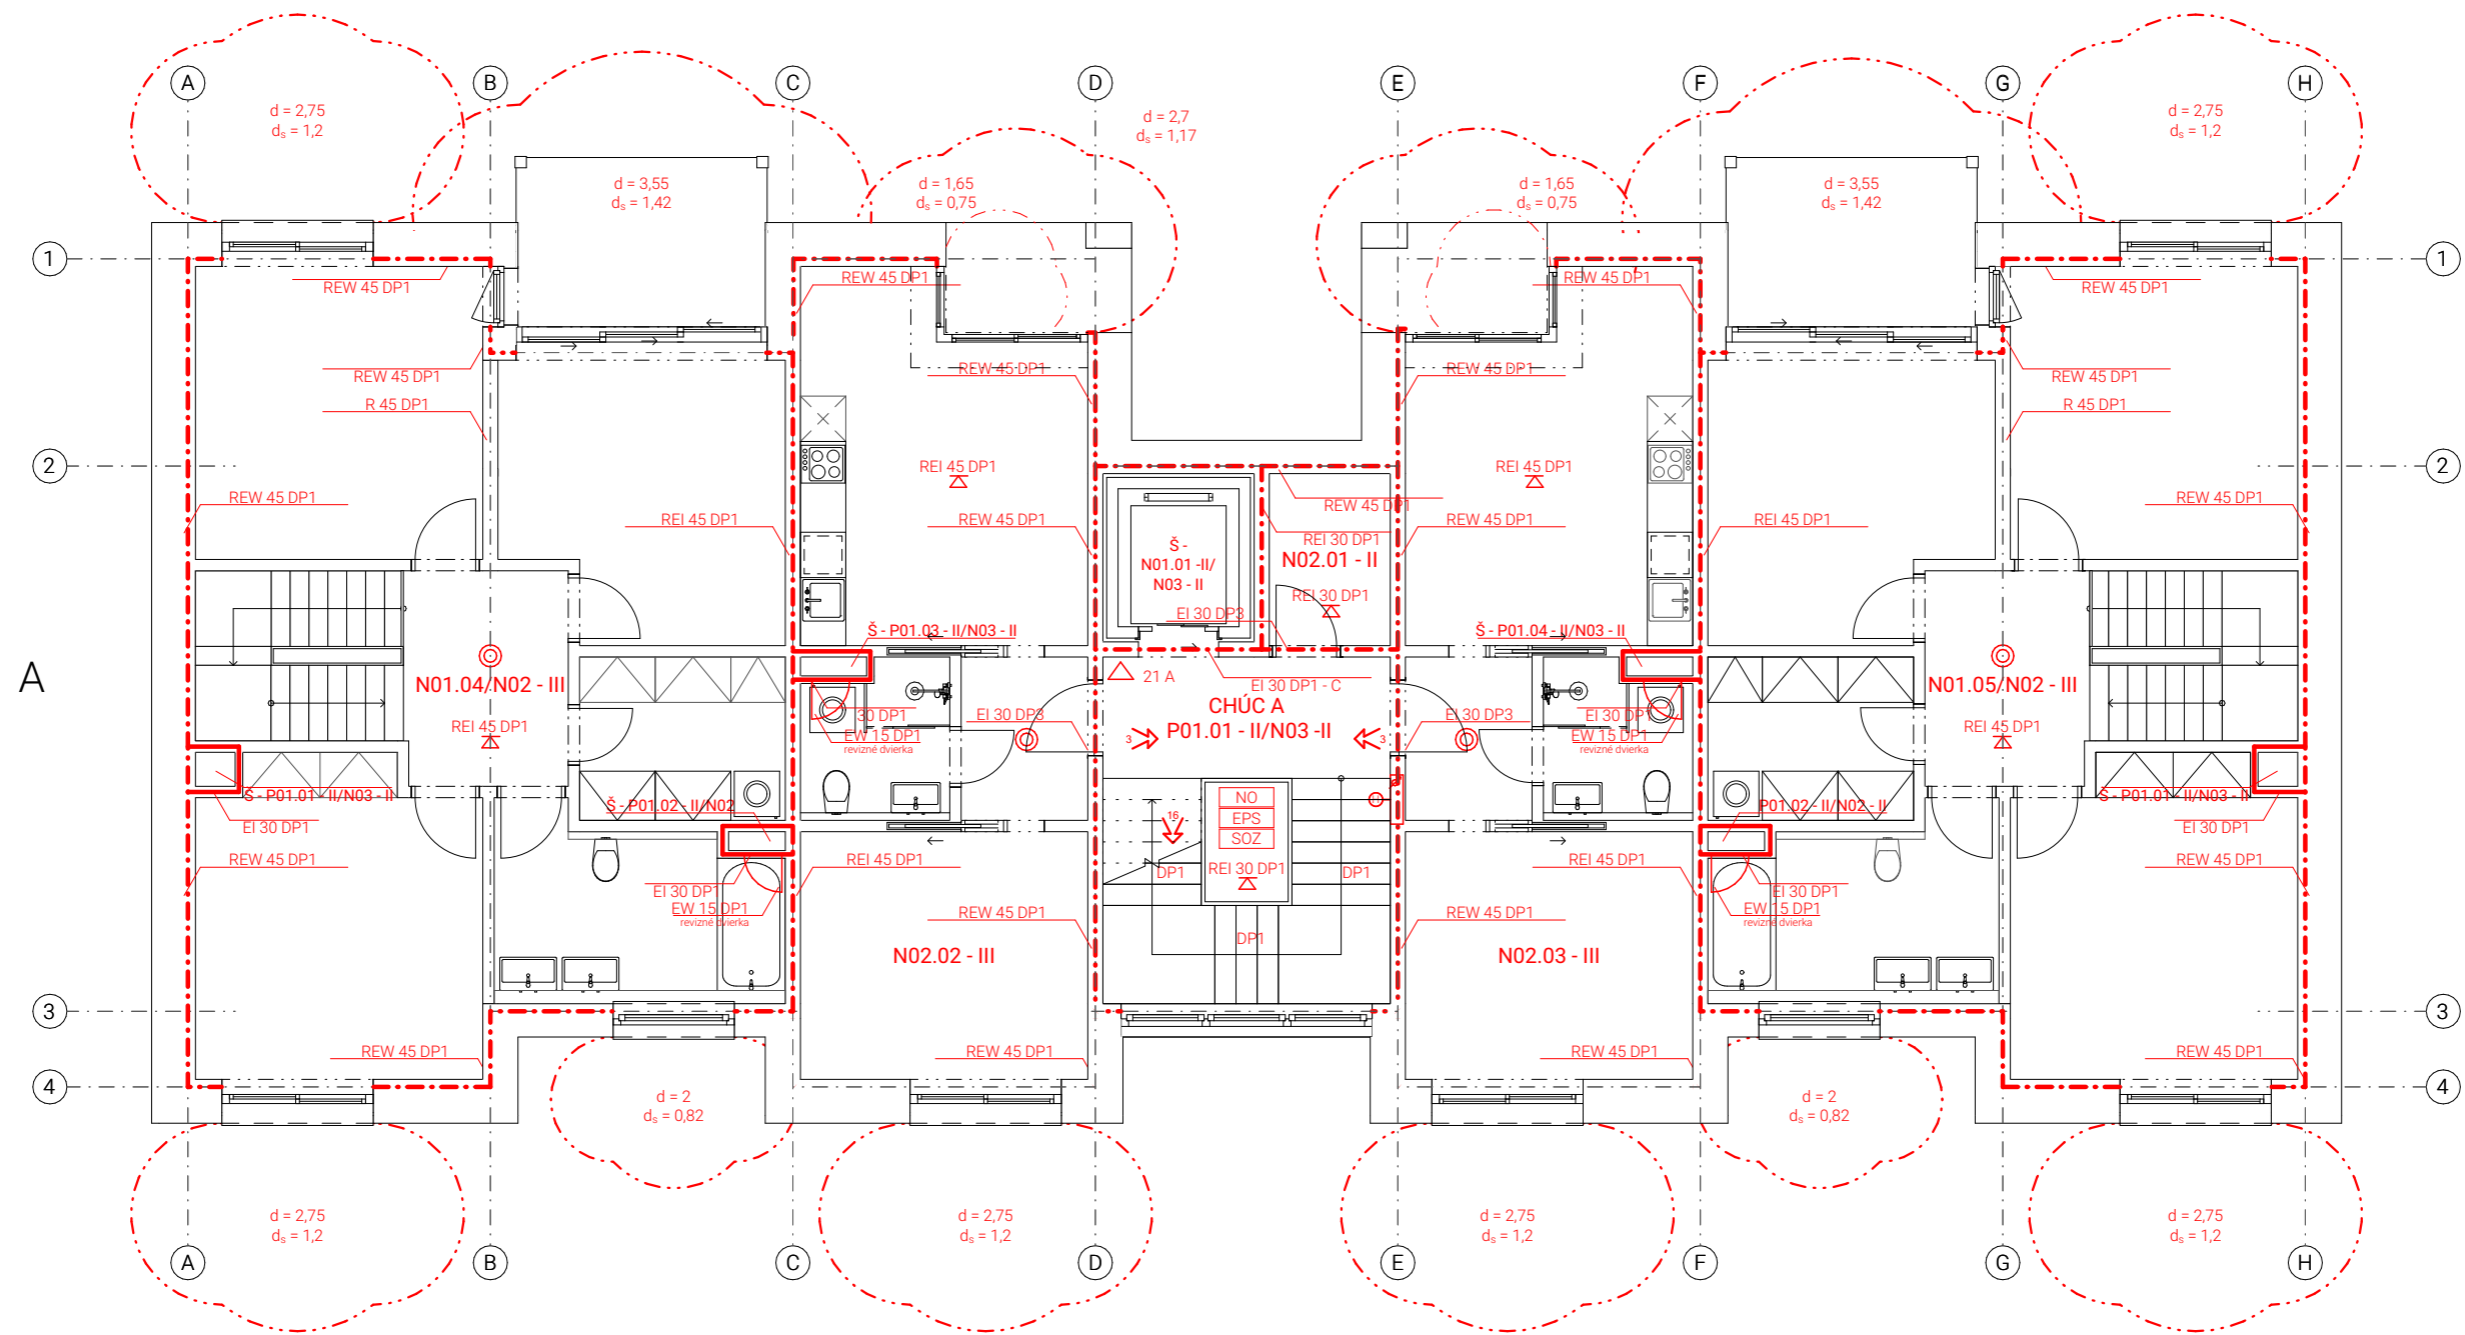 A
B
C
D
E
F
G
H
d = 2,75
dₛ = 1,2
d = 3,55
dₛ = 1,42
d = 1,65
dₛ = 0,75
d = 2,7
dₛ = 1,17
d = 1,65
dₛ = 0,75
d = 3,55
dₛ = 1,42
d = 2,75
dₛ = 1,2
1
1
REW 45 DP1
REW 45 DP1
REW 45 DP1
REW 45 DP1
REW 45 DP1
REW 45 DP1
REW 45 DP1
REW 45 DP1
REW 45 DP1
R 45 DP1
R 45 DP1
2
2
REI 45 DP1
REI 45 DP1
REW 45 DP1
REW 45 DP1
REW 45 DP1
REI 45 DP1
REW 45 DP1
REW 45 DP1
REI 45 DP1
REI 30 DP1
Š -
N01.01 -II/
N03 - II
N02.01 - II
REI 30 DP1
EI 30 DP3
Š - P01.03 - II/N03 - II
Š - P01.04 - II/N03 - II
A
N01.04/N02 - III
21 A
EI 30 DP1 - C
N01.05/N02 - III
REI 45 DP1
30 DP1
EI 30 DP3
CHÚC A
P01.01 - II/N03 -II
EI 30 DP3
EI 30 DP1
REI 45 DP1
EW 15 DP1
revizné dvierka
3
3
EW 15 DP1
revizné dvierka
Š - P01.01 - II/N03 - II
Š - P01.02 - II/N02
NO
P01.02 - II/N02 - II
Š - P01.01 - II/N03 - II
EI 30 DP1
16
EPS
EI 30 DP1
SOZ
REW 45 DP1
REI 45 DP1
DP1
REI 30 DP1
DP1
REI 45 DP1
REW 45 DP1
EI 30 DP1
EW 15 DP1
revizné dvierka
REW 45 DP1
REW 45 DP1
EI 30 DP1
EW 15 DP1
revizné dvierka
DP1
N02.02 - III
N02.03 - III
3
3
REW 45 DP1
REW 45 DP1
REW 45 DP1
REW 45 DP1
4
4
d = 2
dₛ = 0,82
d = 2
dₛ = 0,82
d = 2,75
dₛ = 1,2
d = 2,75
dₛ = 1,2
d = 2,75
dₛ = 1,2
d = 2,75
dₛ = 1,2
A
B
C
D
E
F
G
H